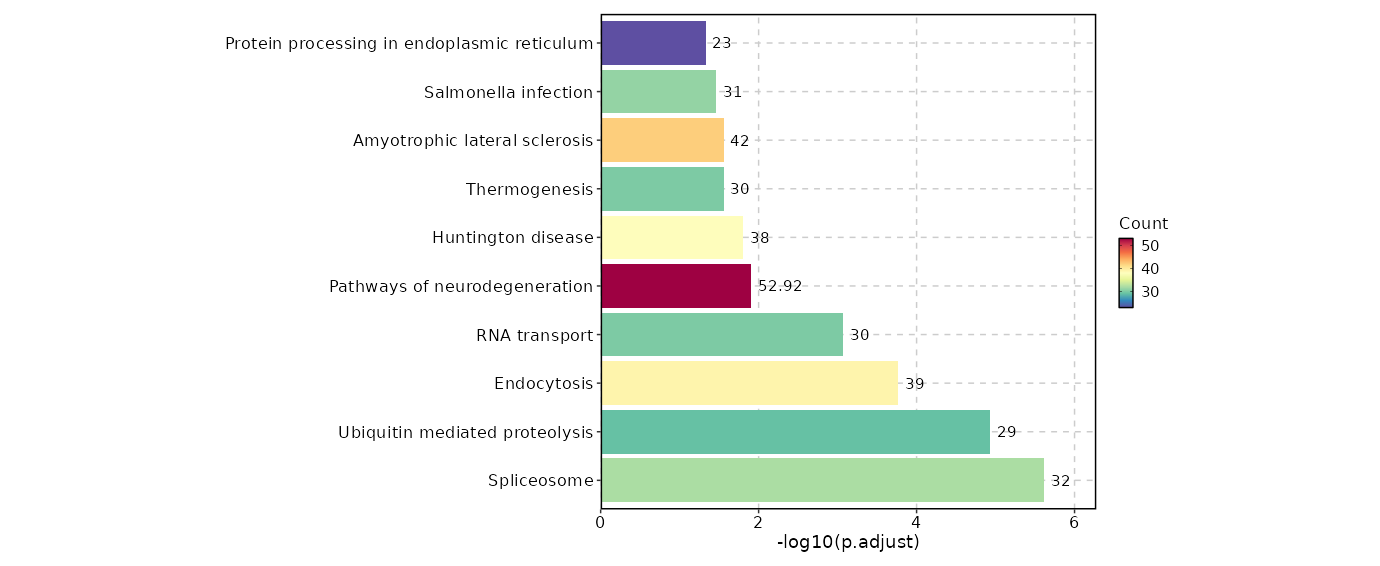 Protein processing in endoplasmic reticulum 23
Salmonella infection 31
Amyotrophic lateral sclerosis 42
Thermogenesis 30
Huntington disease 38
Pathways of neurodegeneration 52.92
RNA transport 30
Endocytosis 39
Ubiquitin mediated proteolysis 29
Spliceosome 32
0 2 4 6
-log10(p.adjust)
Count
50
40
30